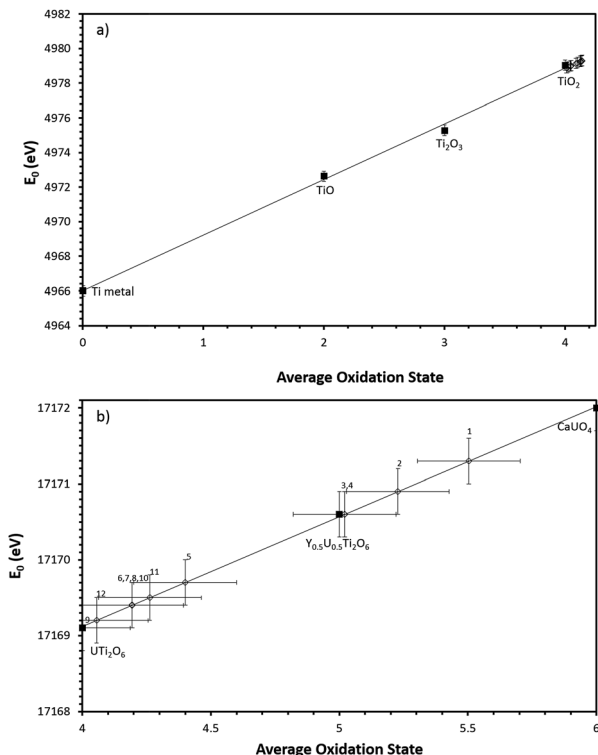 a)
4982
4980
4978
4976
4974
4972
4970
4968
4966
4964
E₀ (eV)
TiO₂
Ti₂O₃
TiO
Ti metal
0
1
2
3
4
Average Oxidation State
b)
17172
17171
17170
17169
17168
E₀ (eV)
CaUO₄
1
2
3,4
Y₀.₅U₀.₅Ti₂O₆
5
11
6,7,8,10
12
9
UTi₂O₆
4
4.5
5
5.5
6
Average Oxidation State